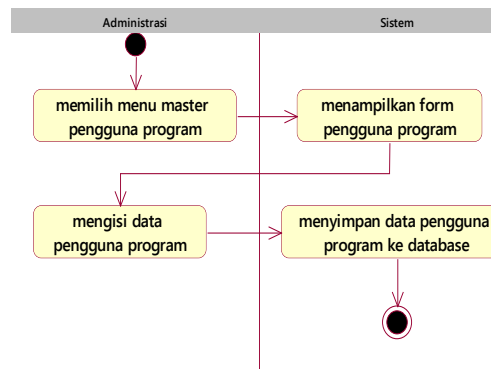 Administrasi
Sistem
memilih menu master
pengguna program
menampilkan form
pengguna program
mengisi data
pengguna program
menyimpan data pengguna
program ke database